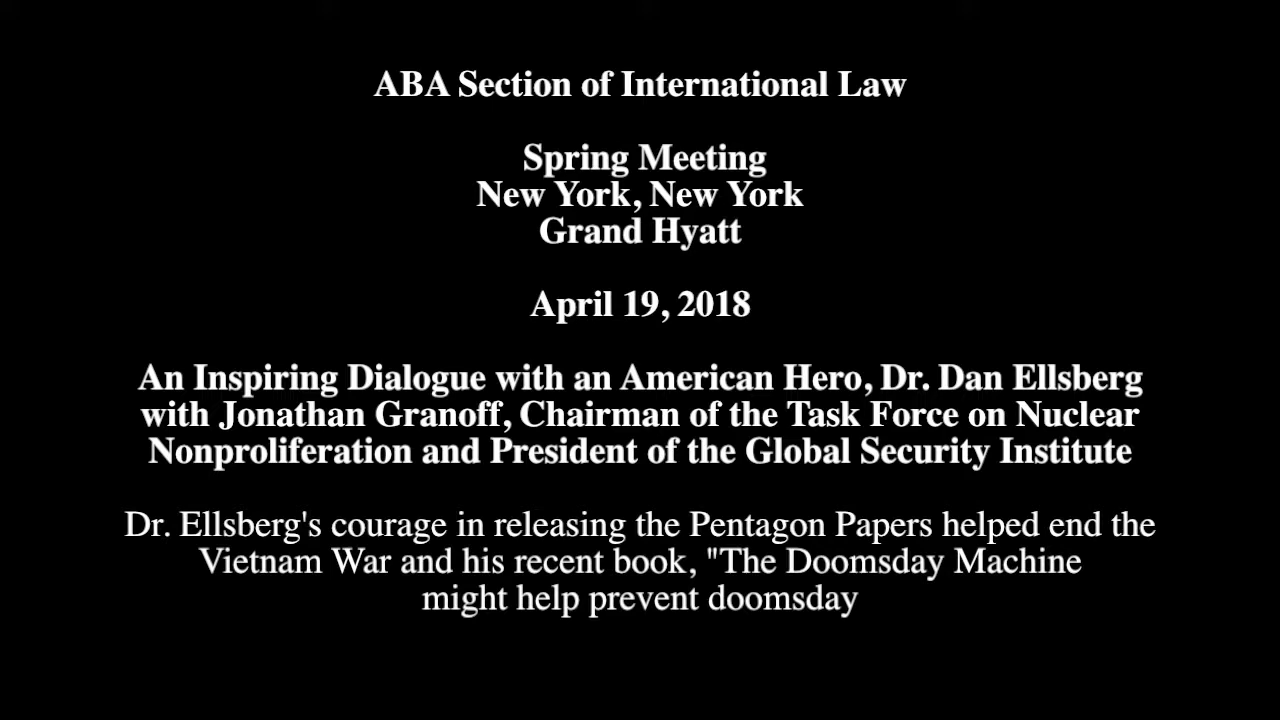 ABA Section of International Law
Spring Meeting
New York, New York
Grand Hyatt
April 19, 2018
An Inspiring Dialogue with an American Hero, Dr. Dan Ellsberg
with Jonathan Granoff, Chairman of the Task Force on Nuclear
Nonproliferation and President of the Global Security Institute
Dr. Ellsberg's courage in releasing the Pentagon Papers helped end the
Vietnam War and his recent book, "The Doomsday Machine
might help prevent doomsday